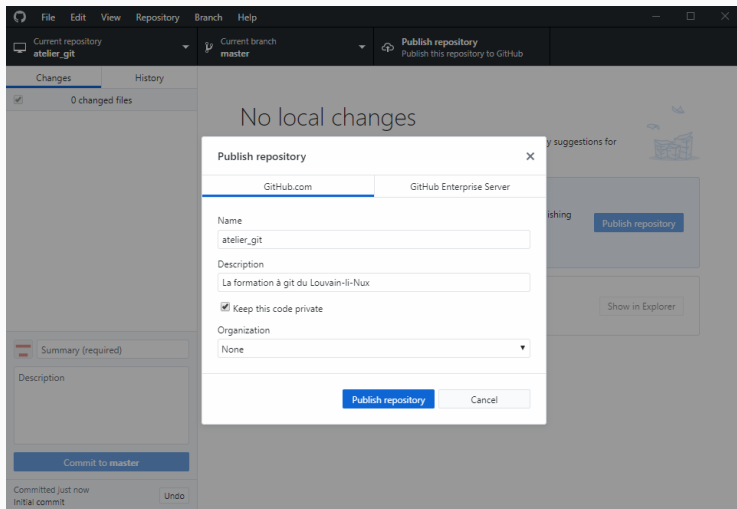 File Edit View Repository Branch Help
Current repository
atelier_git
Current branch
master
Publish repository
Publish this repository to GitHub
Changes History
0 changed files
No local changes
y suggestions for
ishing
Publish repository
Show in Explorer
Publish repository
GitHub.com GitHub Enterprise Server
Name
atelier_git
Description
La formation à git du Louvain-li-Nux
Keep this code private
Organization
None
Publish repository Cancel
Summary (required)
Description
Commit to master
Committed just now
Initial commit
Undo